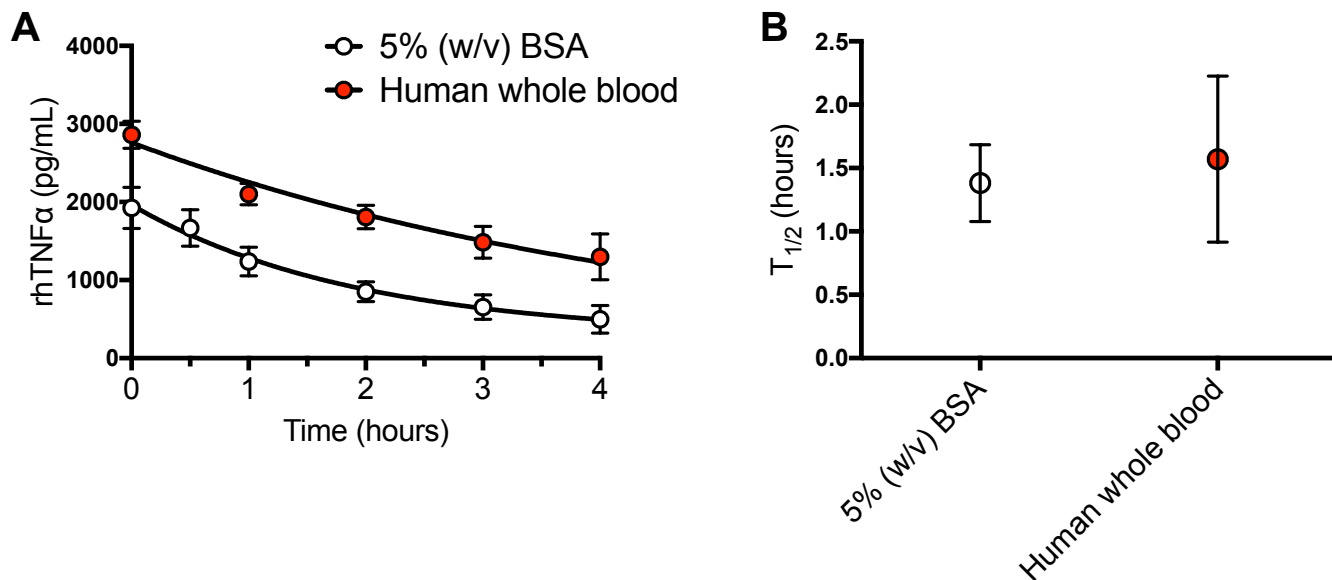 A
rhTNFα (pg/mL)
4000
3000
2000
1000
0
0 1 2 3 4
Time (hours)
5% (w/v) BSA
Human whole blood
B
T1/2 (hours)
2.5
2.0
1.5
1.0
0.5
0.0
5% (w/v) BSA
Human whole blood